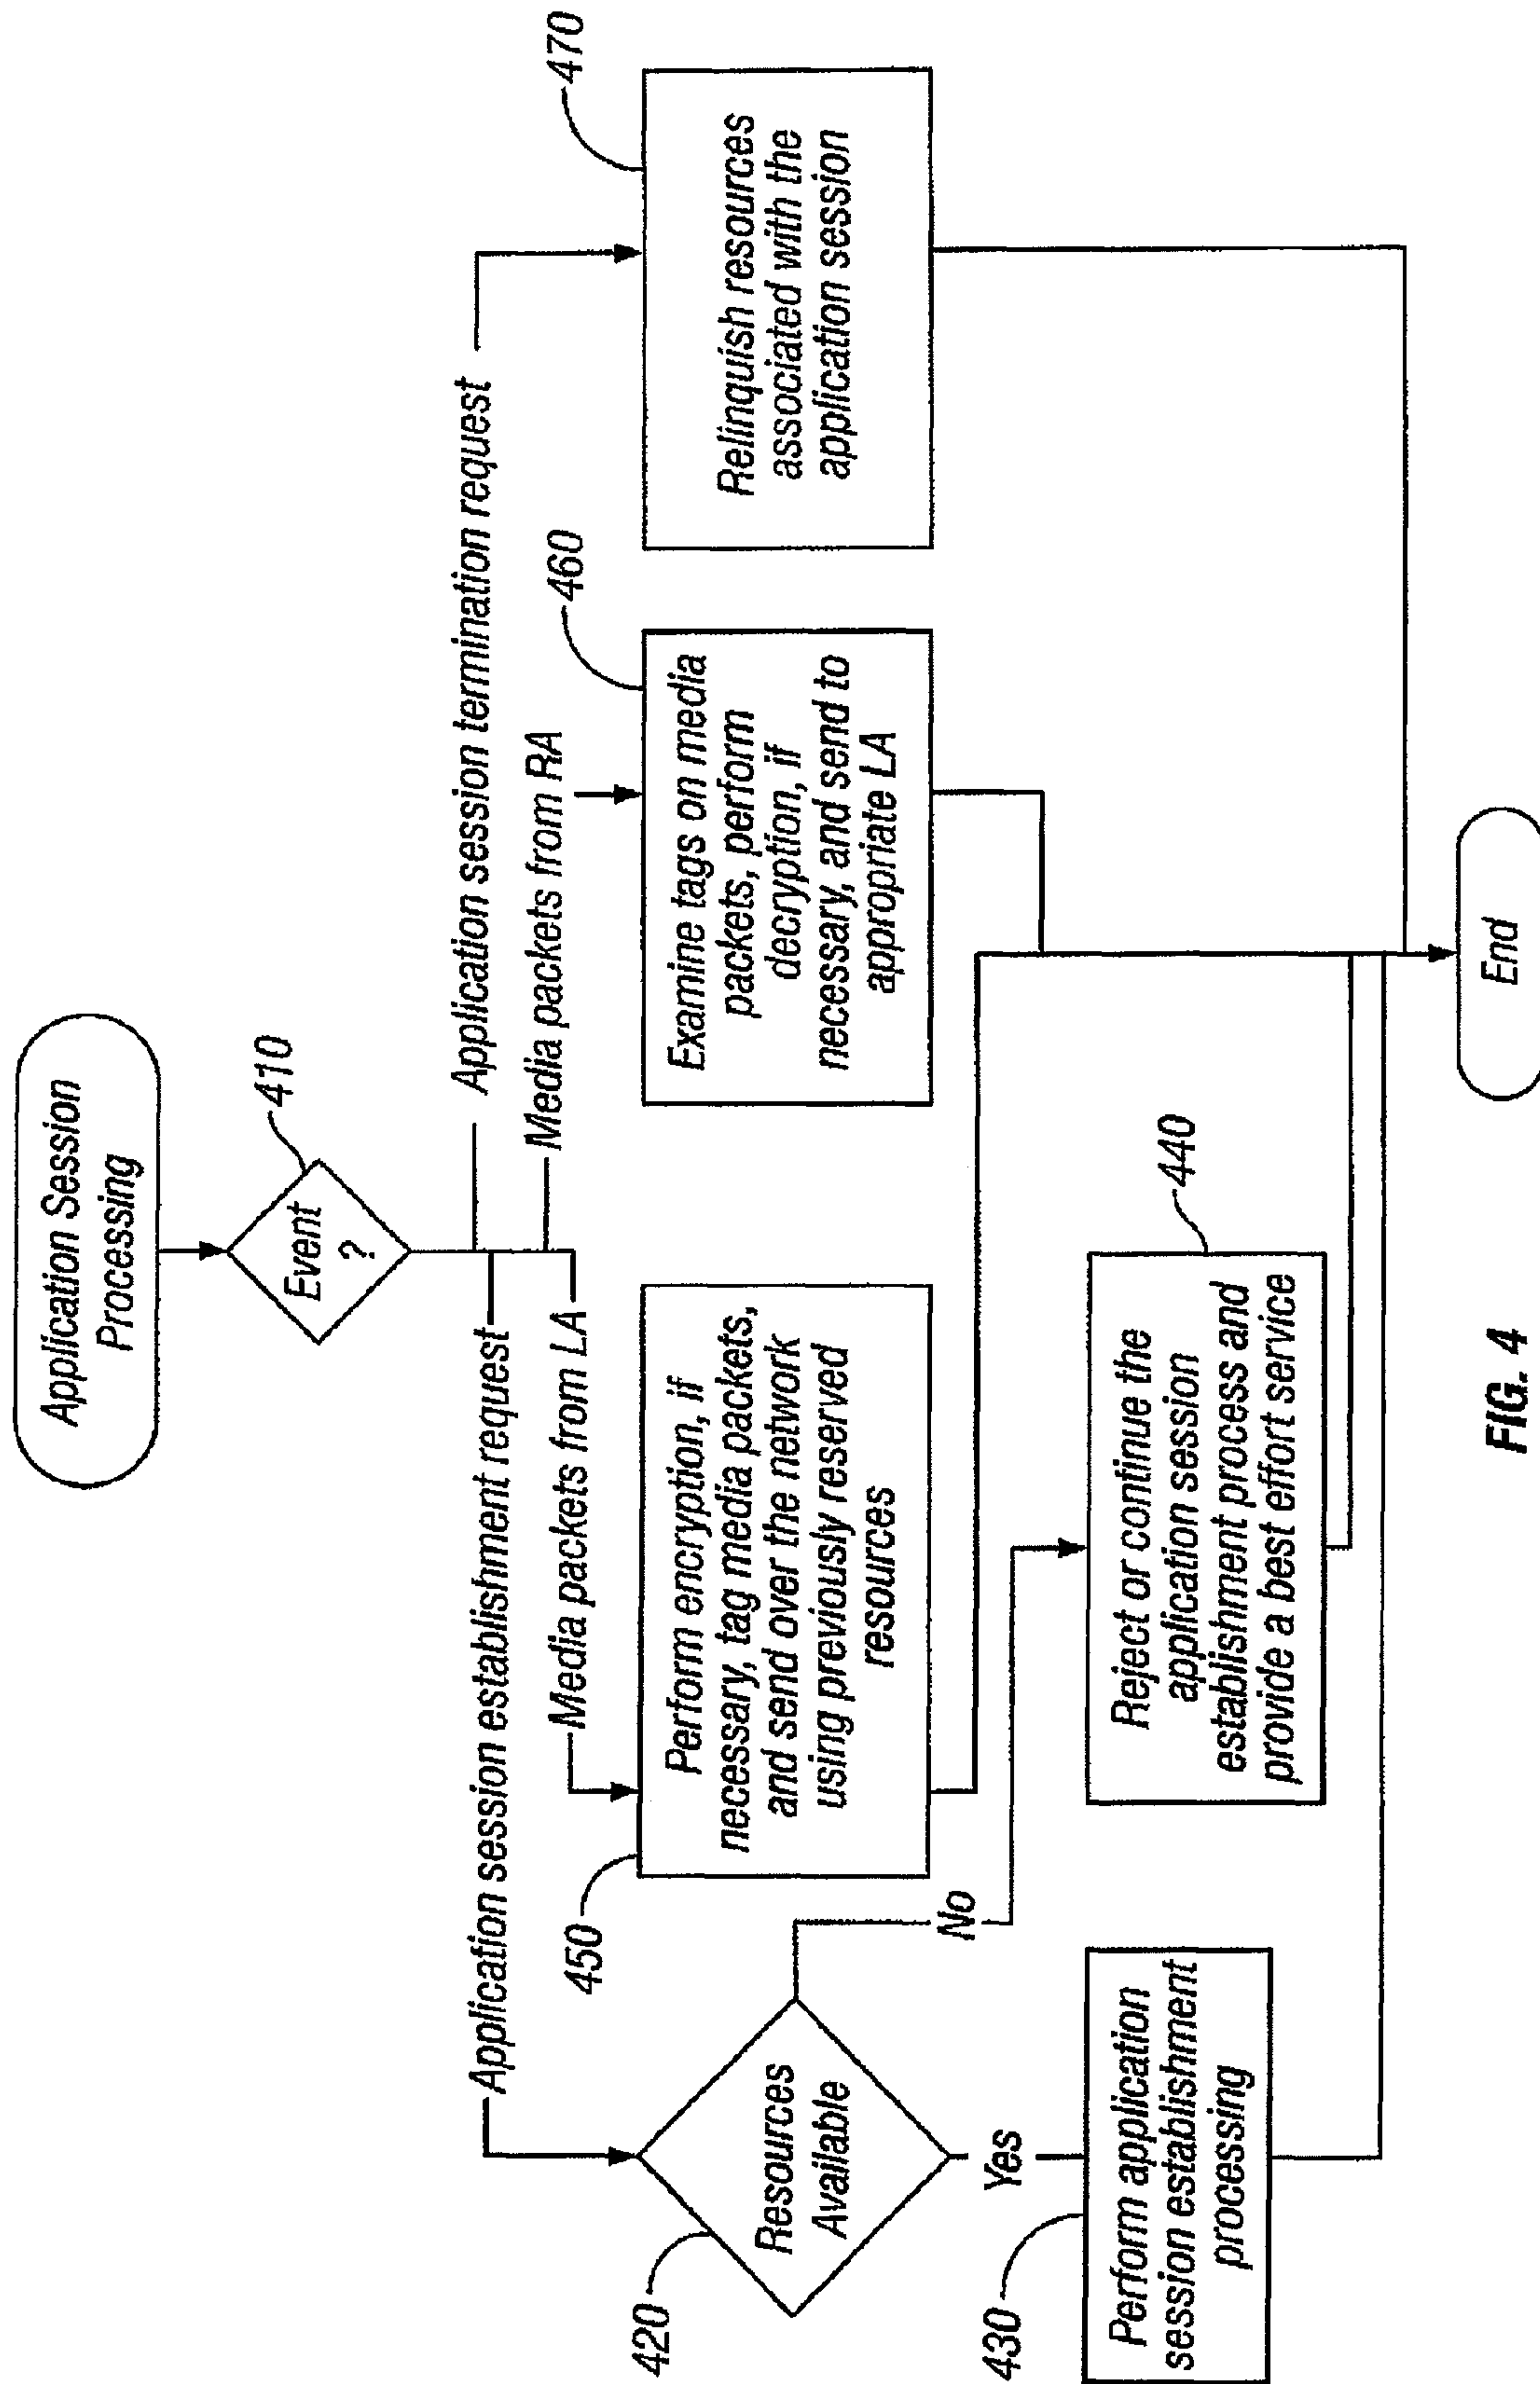 Application Session
Processing
410
Event
?
Application session establishment request
Application session termination request
Media packets from LA
Media packets from RA
420
Resources
Available
450
Perform encryption, if
necessary, tag media packets,
and send over the network
using previously reserved
resources
460
Examine tags on media
packets, perform
decryption, if
necessary, and send to
appropriate LA
470
Relinquish resources
associated with the
application session
No
Yes
430
Perform application
session establishment
processing
440
Reject or continue the
application session
establishment process and
provide a best effort service
End
FIG. 4